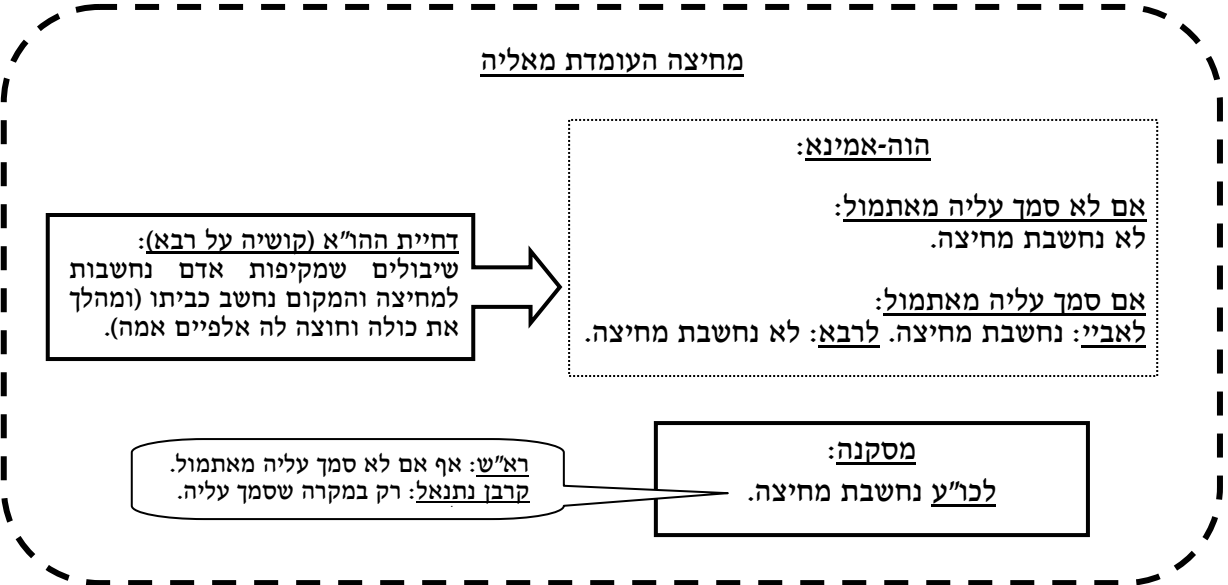 מחיצה העומדת מאליה
הוה-אמינא:
אם לא סמך עליה מאתמול:
לא נחשבת מחיצה.
אם סמך עליה מאתמול:
לאביי: נחשבת מחיצה. לרבא: לא נחשבת מחיצה.
דחיית ההו"א (קושיה על רבא):
שיבולים שמקיפות אדם נחשבות
למחיצה והמקום נחשב כביתו (ומהלך
את כולה וחוצה לה אלפיים אמה).
מסקנה:
לכו"ע נחשבת מחיצה.
רא"ש: אף אם לא סמך עליה מאתמול.
קרבן נתנאל: רק במקרה שסמך עליה.